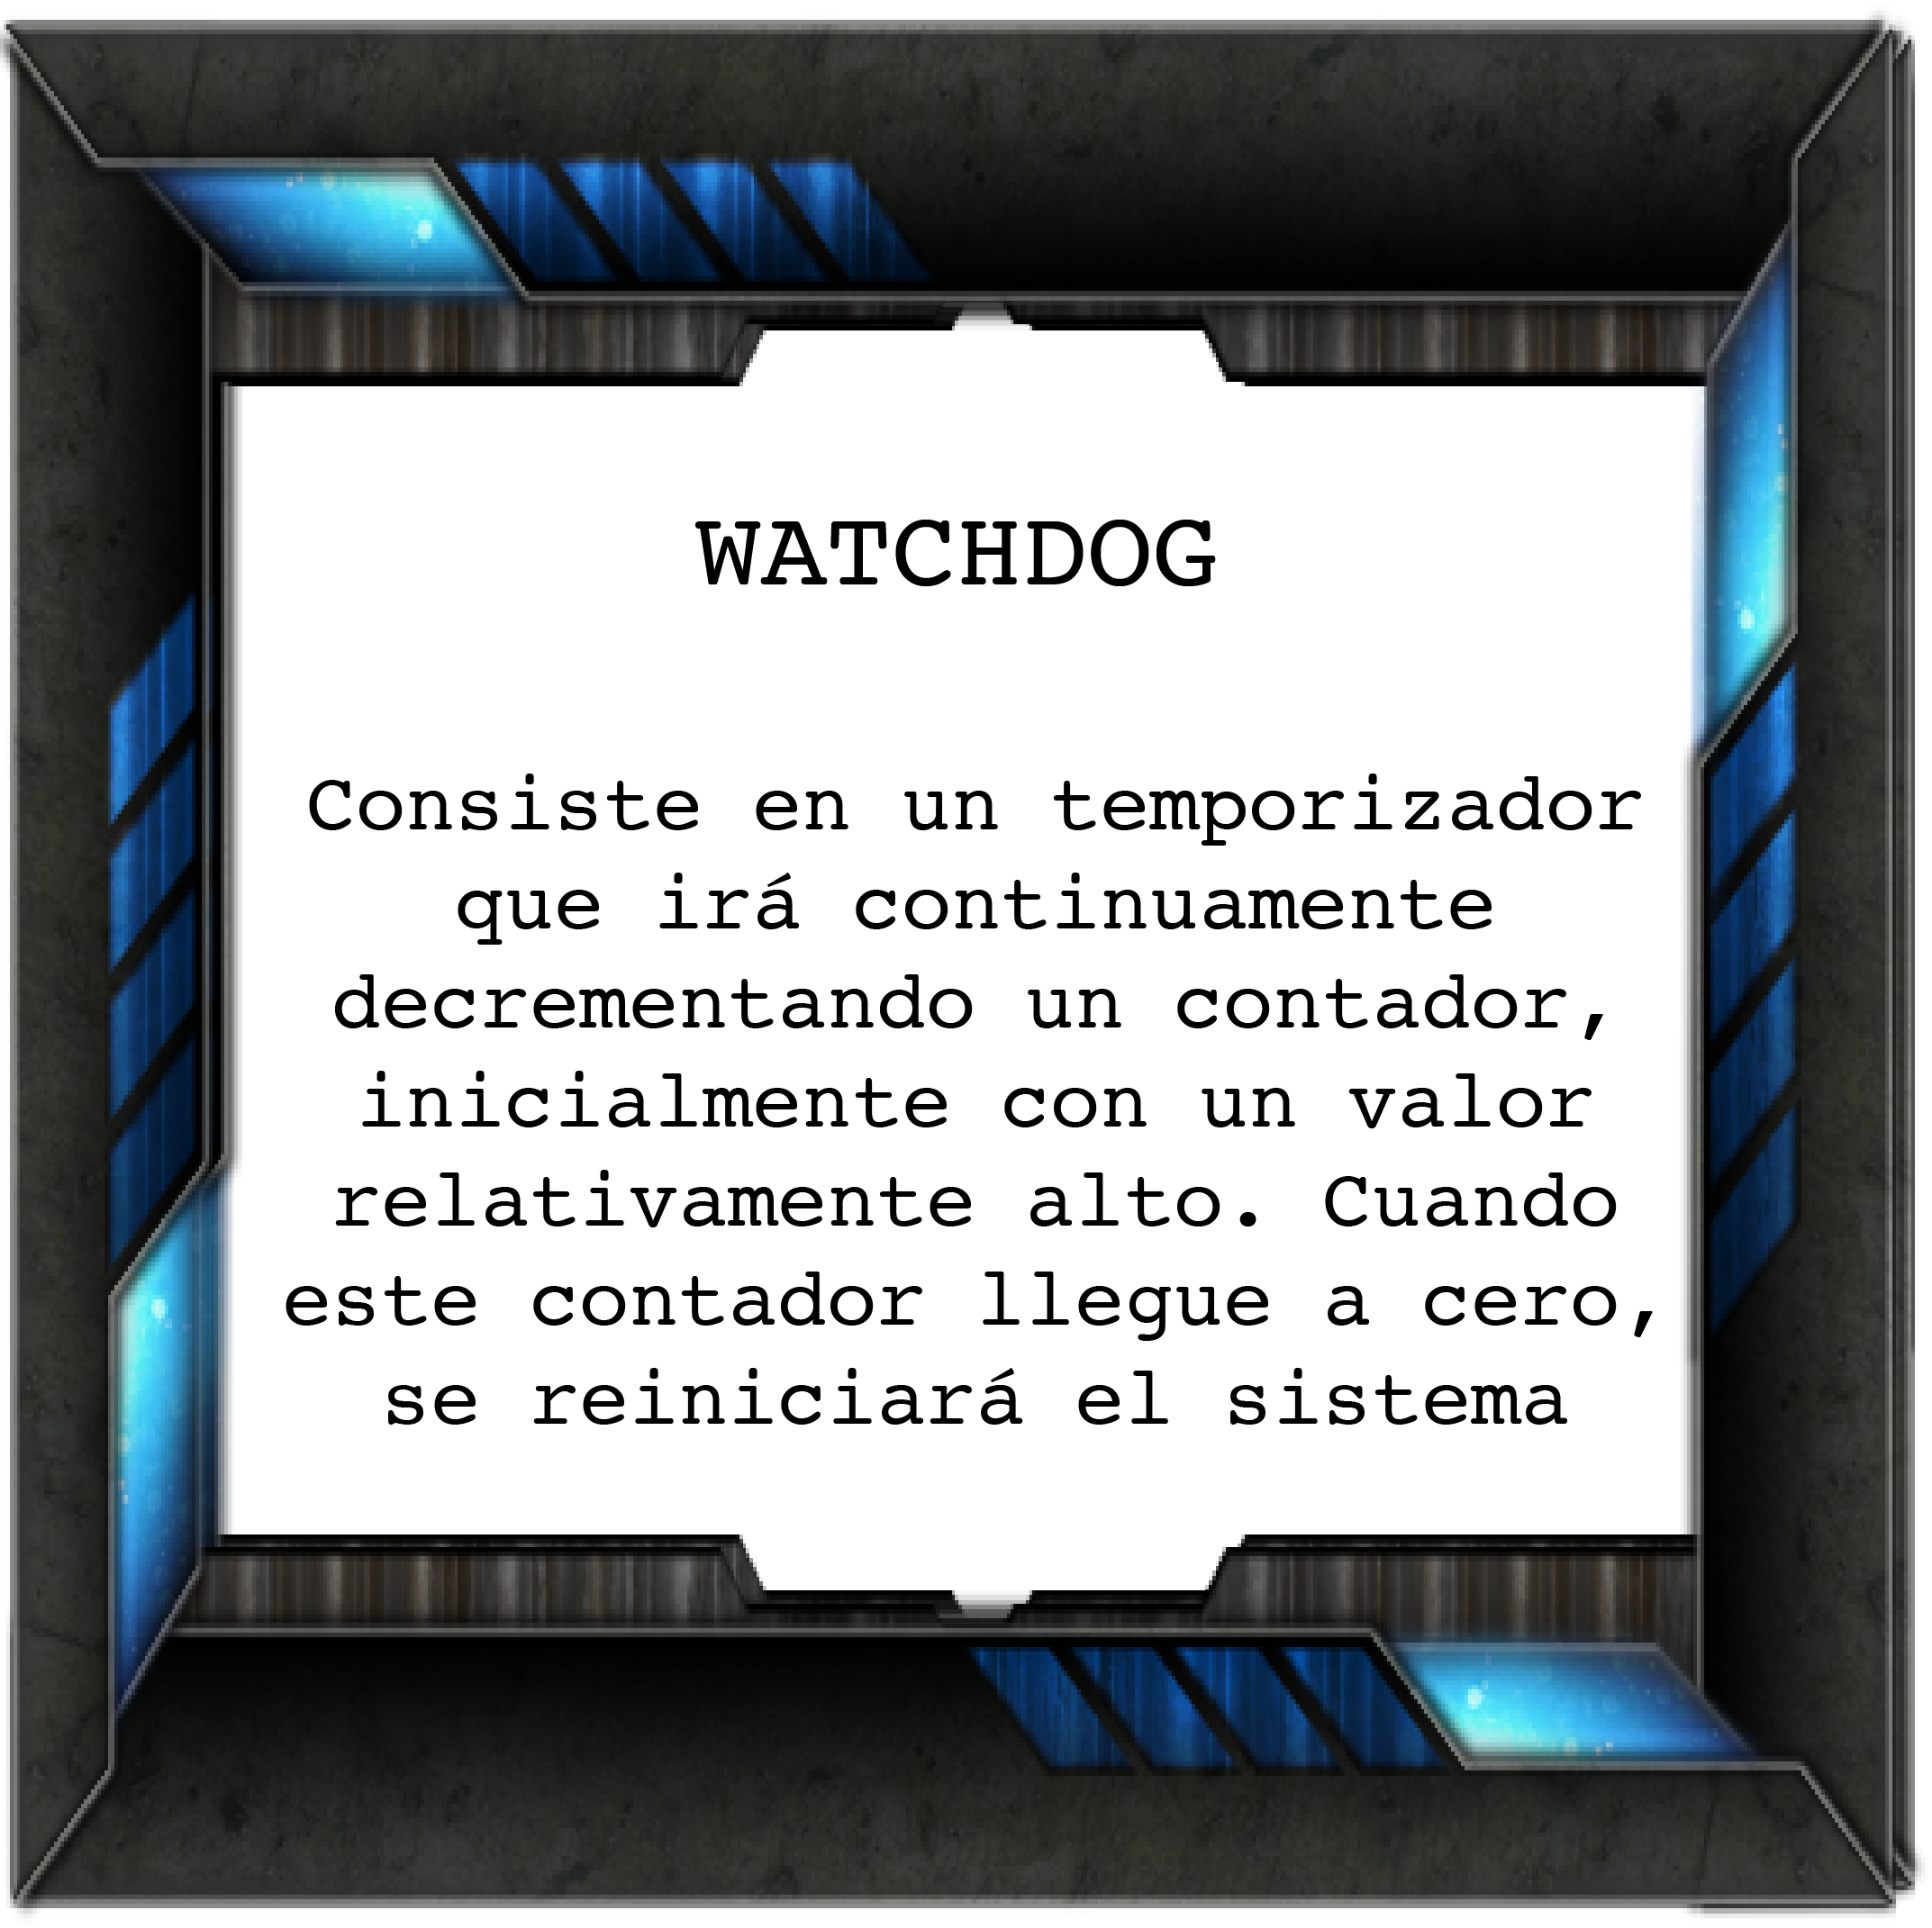 WATCHDOG
Consiste en un temporizador
que irá continuamente
decrementando un contador,
inicialmente con un valor
relativamente alto. Cuando
este contador llegue a cero,
se reiniciará el sistema